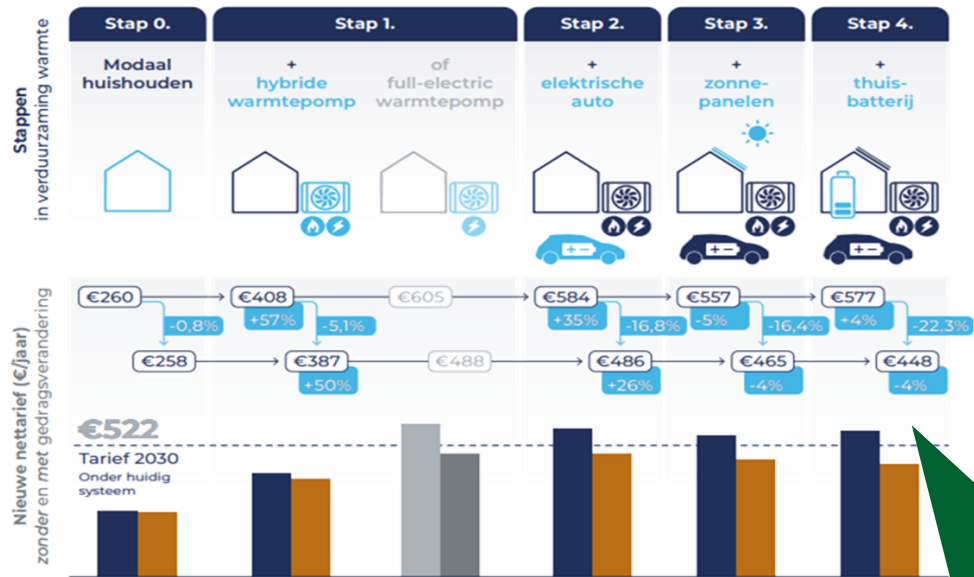 Stap 0.
Stap 1.
Stap 2.
Stap 3.
Stap 4.
Stappen
in verduurzaming warmte
Modaal
huishouden
+
hybride
warmtepomp
of
full-electric
warmtepomp
+
elektrische
auto
+
zonne-
panelen
+
thuis-
batterij
Nieuwe nettarief (€/jaar)
zonder en met gedragsverandering
€260
€408
€605
€584
€557
€577
-0,8%
+57%
-5,1%
+35%
-16,8%
-5%
-16,4%
+4%
-22,3%
€258
€387
€488
€486
€465
€448
+50%
+26%
-4%
-4%
€522
Tarief 2030
Onder huidig
systeem